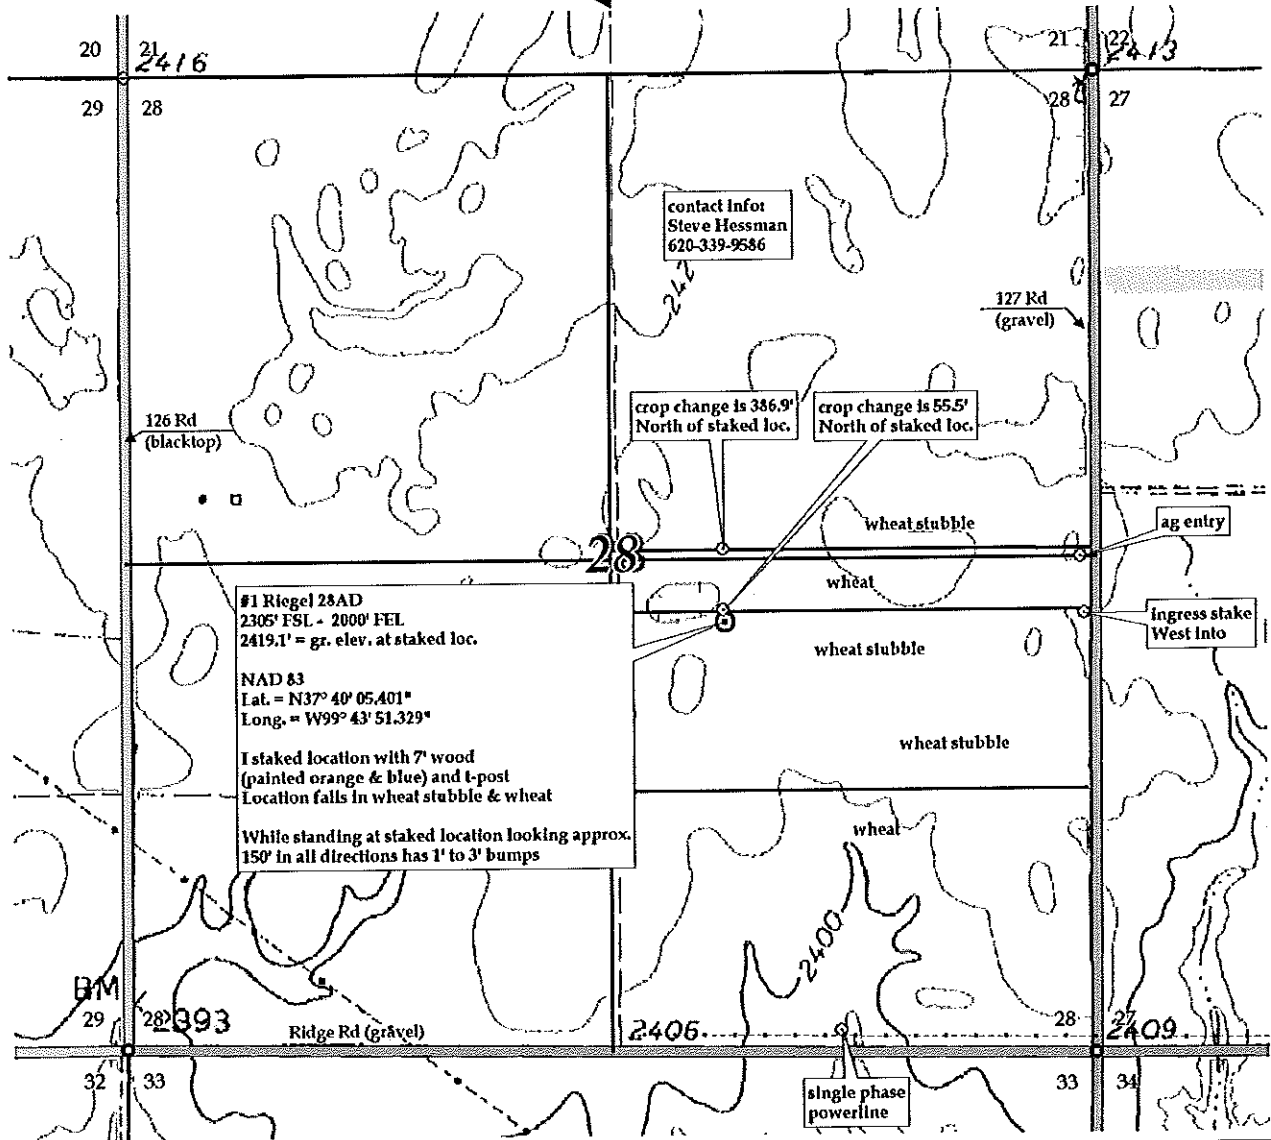 20
21
2416
29
28
21
22
2413
28
27
contact infor
Steve Hessman
620-339-9586
242
127 Rd
(gravel)
126 Rd
(blacktop)
crop change is 386.9'
North of staked loc.
crop change is 55.5'
North of staked loc.
wheat stubble
ag entry
28
wheat
#1 Riegel 28AD
2305' FSL - 2000' FEL
2419.1' = gr. elev. at staked loc.
NAD 83
Lat. = N37° 40' 05.401"
Long. = W99° 43' 51.329"
I staked location with 7' wood
(painted orange & blue) and t-post
Location falls in wheat stubble & wheat
While standing at staked location looking approx.
150' in all directions has 1' to 3' bumps
ingress stake
West into
wheat stubble
wheat stubble
wheat
2400
BM
29
28
2393
Ridge Rd (gravel)
2406
28
27
2409
32
33
single phase
powerline
33
34